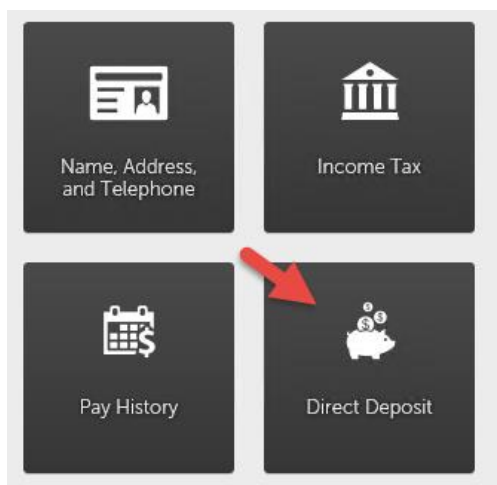 Name, Address,
and Telephone
Income Tax
Pay History
Direct Deposit